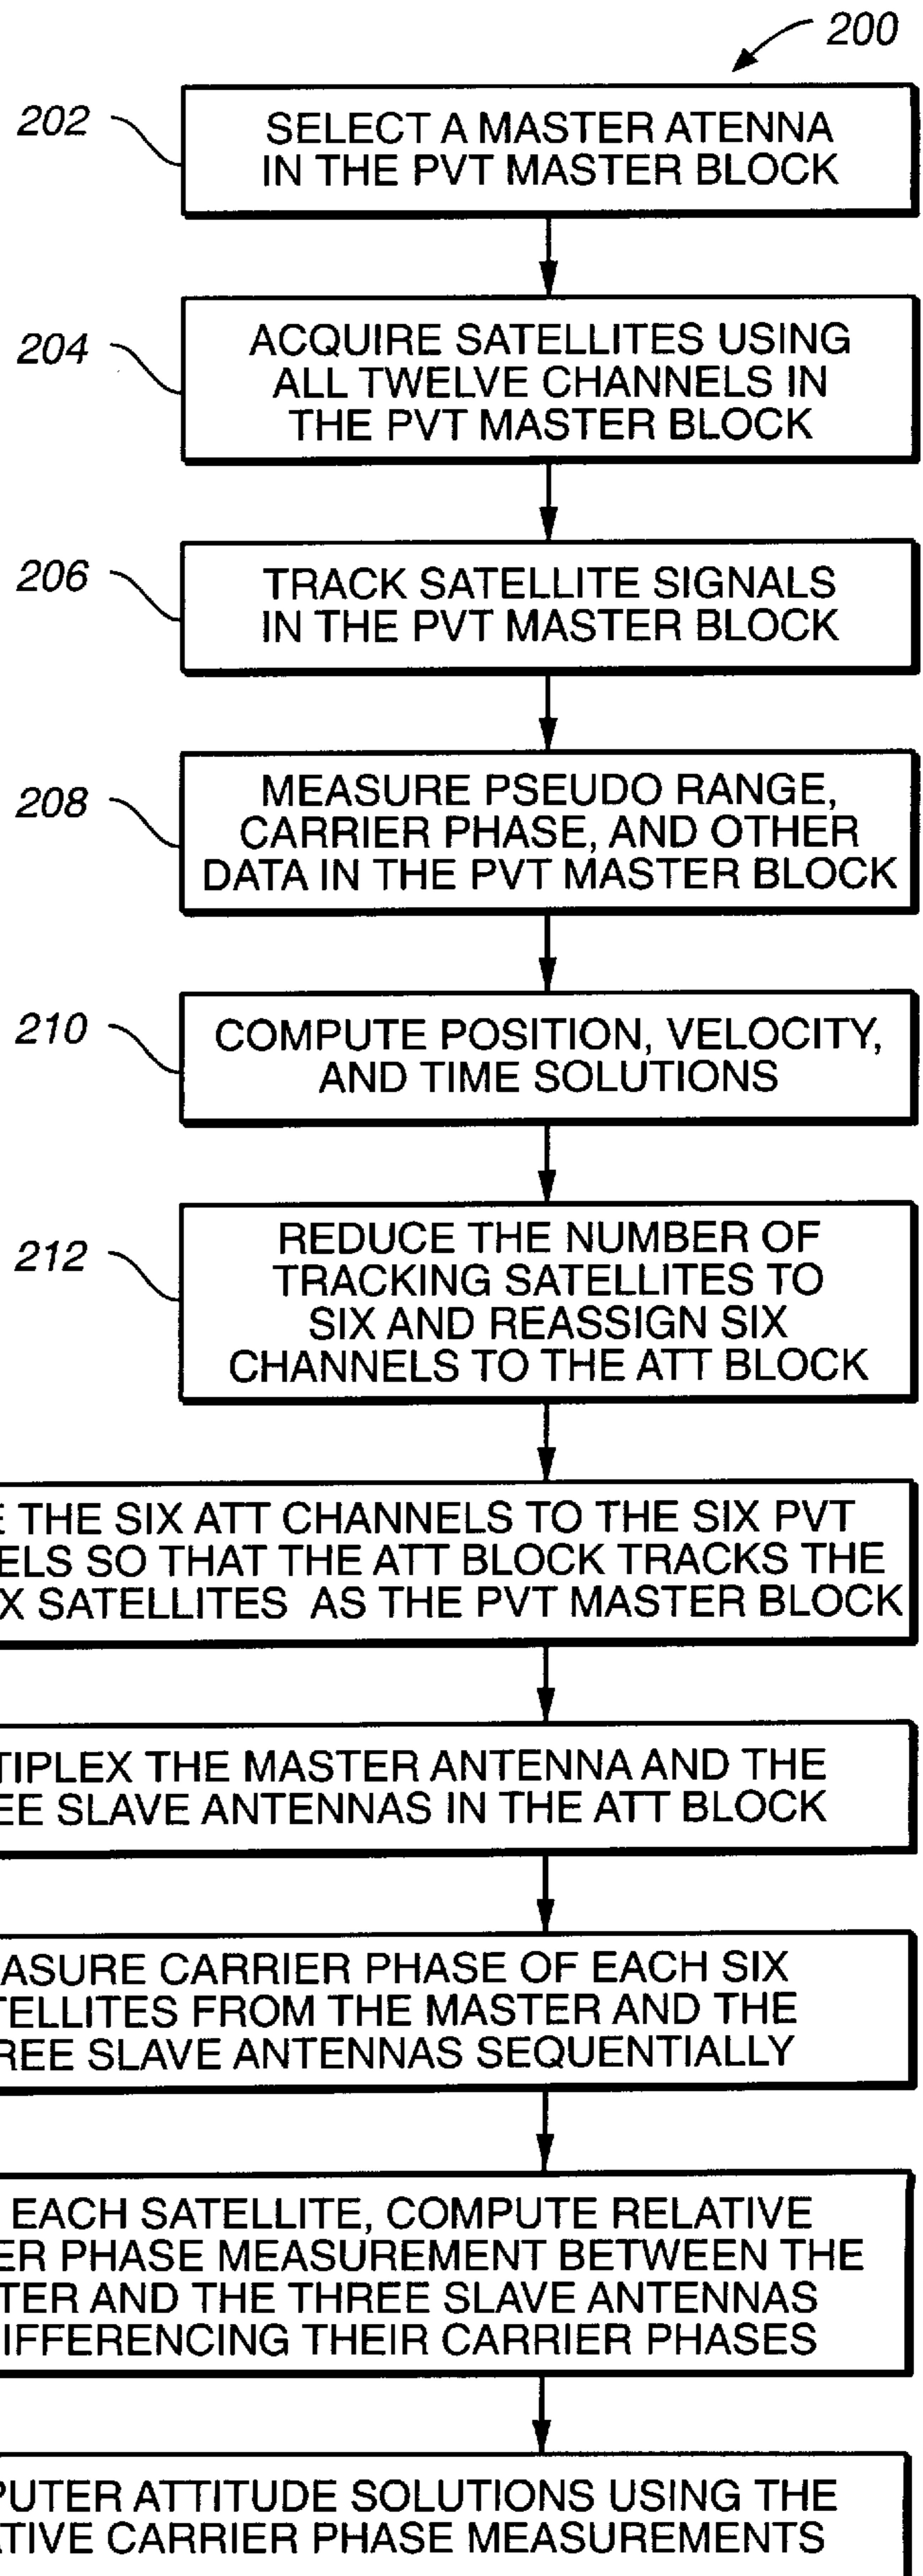 200
202
SELECT A MASTER ATENNA
IN THE PVT MASTER BLOCK
204
ACQUIRE SATELLITES USING
ALL TWELVE CHANNELS IN
THE PVT MASTER BLOCK
206
TRACK SATELLITE SIGNALS
IN THE PVT MASTER BLOCK
208
MEASURE PSEUDO RANGE,
CARRIER PHASE, AND OTHER
DATA IN THE PVT MASTER BLOCK
210
COMPUTE POSITION, VELOCITY,
AND TIME SOLUTIONS
212
REDUCE THE NUMBER OF
TRACKING SATELLITES TO
SIX AND REASSIGN SIX
CHANNELS TO THE ATT BLOCK
THE SIX ATT CHANNELS TO THE SIX PVT
ELS SO THAT THE ATT BLOCK TRACKS THE
X SATELLITES AS THE PVT MASTER BLOCK
TIPLEX THE MASTER ANTENNA AND THE
EE SLAVE ANTENNAS IN THE ATT BLOCK
ASURE CARRIER PHASE OF EACH SIX
TELLITES FROM THE MASTER AND THE
REE SLAVE ANTENNAS SEQUENTIALLY
EACH SATELLITE, COMPUTE RELATIVE
ER PHASE MEASUREMENT BETWEEN THE
TER AND THE THREE SLAVE ANTENNAS
IFFERENCING THEIR CARRIER PHASES
PUTER ATTITUDE SOLUTIONS USING THE
ATIVE CARRIER PHASE MEASUREMENTS